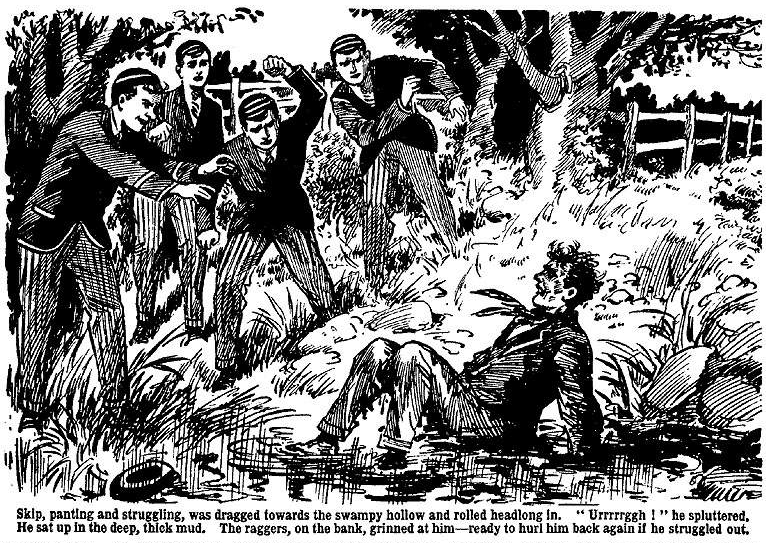 Skip, panting and struggling, was dragged towards the swampy hollow and rolled headlong in. "Urrrrrggh!" he spluttered.
He sat up in the deep, thick mud. The raggers, on the bank, grinned at him—ready to hurl him back again if he struggled out.